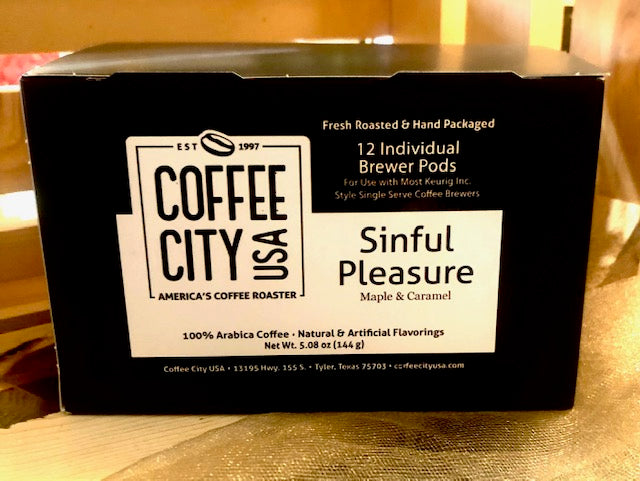 EST 1997
COFFEE
CITY USA
AMERICA'S COFFEE ROASTER
Fresh Roasted & Hand Packaged
12 Individual
Brewer Pods
For Use with Most Keurig Inc.
Style Single Serve Coffee Brewers
Sinful
Pleasure
Maple & Caramel
100% Arabica Coffee • Natural & Artificial Flavorings
Net Wt. 5.08 oz (144 g)
Coffee City USA • 13195 Hwy. 155 S. • Tyler, Texas 75703 • coffeecityusa.com